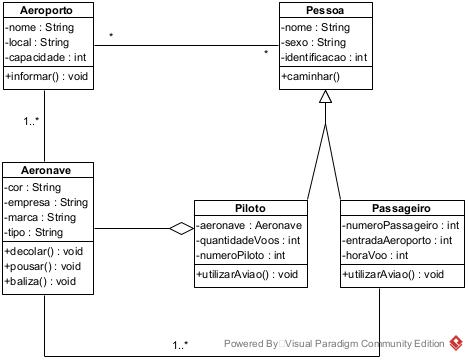 Aeroporto
-nome : String
-local : String
-capacidade : int
+informar() : void
*
*
Pessoa
-nome : String
-sexo : String
-identificacao : int
+caminhar()
1..*
Aeronave
-cor : String
-empresa : String
-marca : String
-tipo : String
+decolar() : void
+pousar() : void
+baliza() : void
Piloto
-aeronave : Aeronave
-quantidadeVoos : int
-numeroPiloto : int
+utilizarAviao() : void
Passageiro
-numeroPassageiro : int
-entradaAeroporto : int
-horaVoo : int
+utilizarAviao() : void
1..*
Powered By Visual Paradigm Community Edition